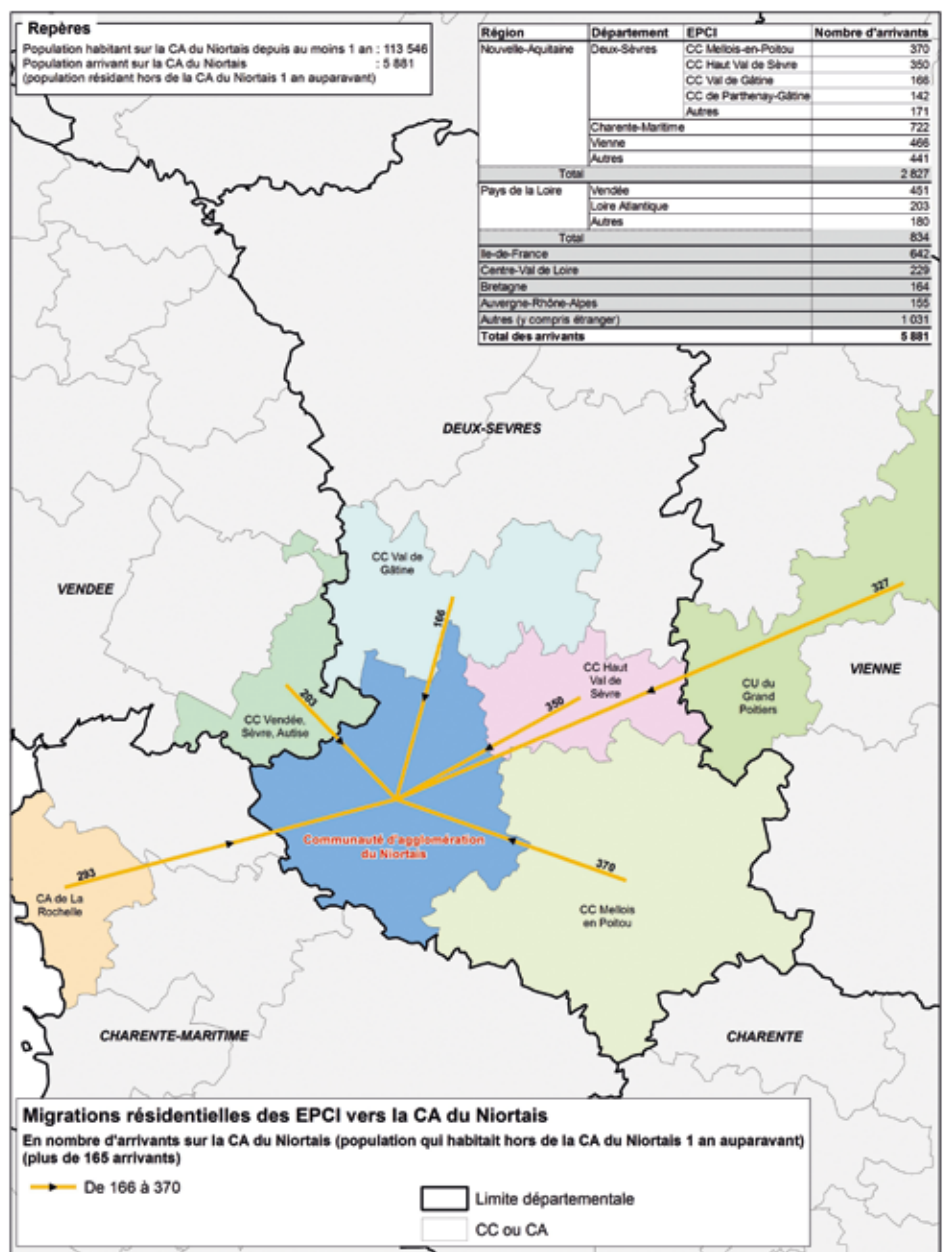 Repères
Population habitant sur la CA du Niortais depuis au moins 1 an : 113 546
Population arrivant sur la CA du Niortais : 5 881
(population résidant hors de la CA du Niortais 1 an auparavant)
Région Département EPCI Nombre d'arrivants
Nouvelle-Aquitaine Deux-Sèvres CC Mellois-en-Poitou 370
CC Haut Val de Sèvre 350
CC Val de Gâtine 166
CC de Parthenay-Gâtine 142
Autres 171
Charente-Maritime 722
Vienne 466
Autres 441
Total 2 827
Pays de la Loire Vendée 451
Loire Atlantique 203
Autres 180
Total 834
Ile-de-France 642
Centre-Val de Loire 229
Bretagne 164
Auvergne-Rhône-Alpes 155
Autres (y compris étranger) 1 031
Total des arrivants 5 881
DEUX-SEVRES
CC Val de
Gâtine
VENDEE
327
166
CC Haut
Val de
Sèvre
VIENNE
CU du
Grand
Poitiers
293
350
CC Vendée,
Sèvre, Autise
Communauté d'agglomération
du Niortais
293
370
CA de La
Rochelle
CC Mellois
en Poitou
CHARENTE-MARITIME
CHARENTE
Migrations résidentielles des EPCI vers la CA du Niortais
En nombre d'arrivants sur la CA du Niortais (population qui habitait hors de la CA du Niortais 1 an auparavant)
(plus de 165 arrivants)
De 166 à 370
Limite départementale
CC ou CA